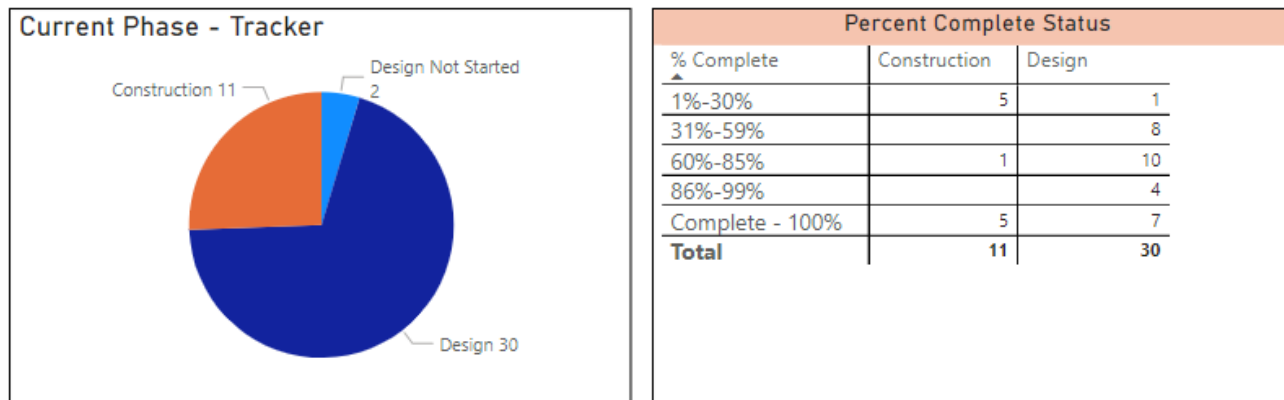 Current Phase - Tracker
Design Not Started
2
Construction 11
Design 30
Percent Complete Status
% Complete Construction Design
1%-30% 5 1
31%-59% 8
60%-85% 1 10
86%-99% 4
Complete - 100% 5 7
Total 11 30